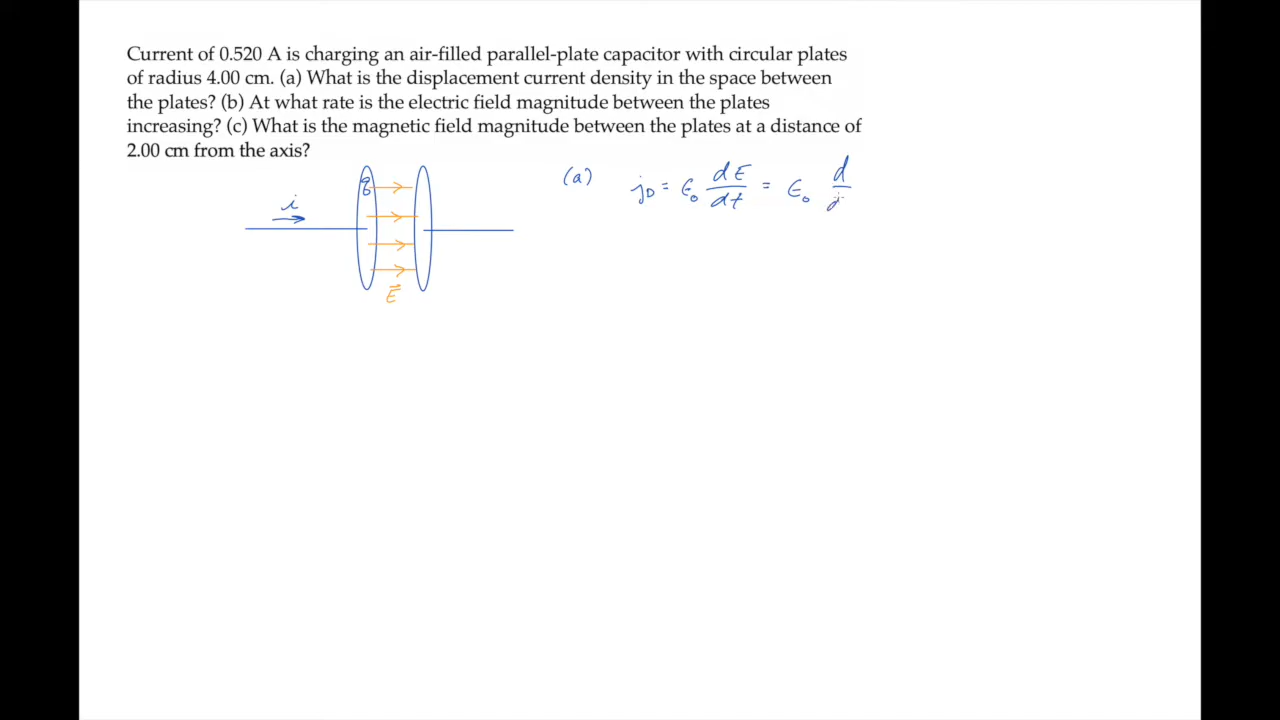 Current of 0.520 A is charging an air-filled parallel-plate capacitor with circular plates
of radius 4.00 cm. (a) What is the displacement current density in the space between
the plates? (b) At what rate is the electric field magnitude between the plates
increasing? (c) What is the magnetic field magnitude between the plates at a distance of
2.00 cm from the axis?
(a) j_D = ε₀ dE/dt = ε₀ d/
q
i
E⃗